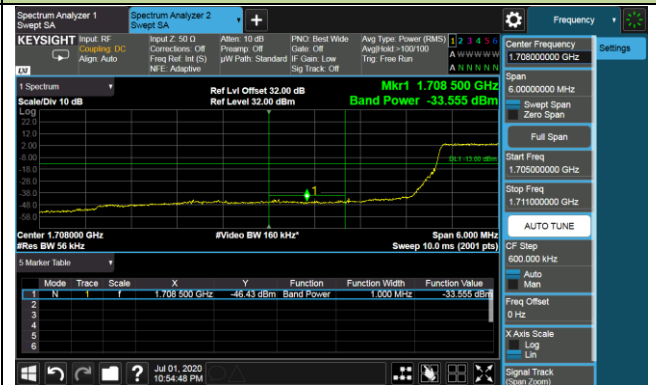 Spectrum Analyzer 1
Swept SA
Spectrum Analyzer 2
Swept SA
+
Frequency
KEYSIGHT
Input: RF
Coupling: DC
Align: Auto
Input Z: 50 Ω
Corrections: Off
Freq Ref: Int (S)
NFE: Adaptive
Atten: 10 dB
Preamp: Off
µW Path: Standard
PNO: Best Wide
Gate: Off
IF Gain: Low
Sig Track: Off
Avg Type: Power (RMS)
Avg|Hold:>100/100
Trig: Free Run
1 2 3 4 5 6
A W W W W W
A N N N N N
LXI
1 Spectrum
Scale/Div 10 dB
Ref Lvl Offset 32.00 dB
Ref Level 32.00 dBm
Mkr1 1.708 500 GHz
Band Power -33.555 dBm
Log
22.0
12.0
2.00
-8.00
-18.0
-28.0
-38.0
-48.0
-58.0
DL1 -13.00 dBm
1
Center 1.708000 GHz
#Res BW 56 kHz
#Video BW 160 kHz*
Span 6.000 MHz
Sweep 10.0 ms (2001 pts)
5 Marker Table
Mode Trace Scale X Y Function Function Width Function Value
1 N 1 f 1.708 500 GHz -46.43 dBm Band Power 1.000 MHz -33.555 dBm
2
3
4
5
6
Jul 01, 2020
10:54:48 PM
Center Frequency
1.708000000 GHz
Settings
Span
6.00000000 MHz
Swept Span
Zero Span
Full Span
Start Freq
1.705000000 GHz
Stop Freq
1.711000000 GHz
AUTO TUNE
CF Step
600.000 kHz
Auto
Man
Freq Offset
0 Hz
X Axis Scale
Log
Lin
Signal Track
(Span Zoom)